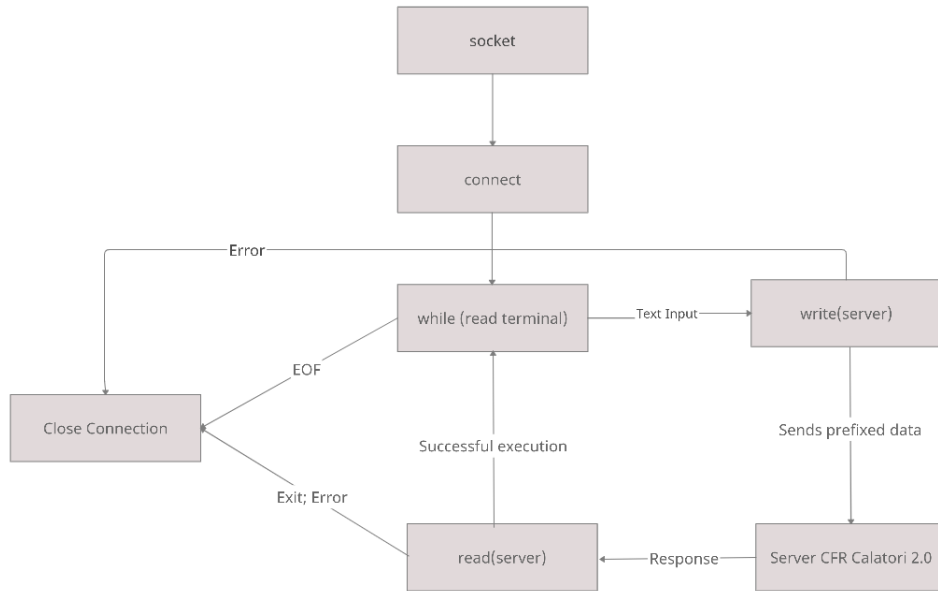 socket
connect
Error
while (read terminal)
Text Input
write(server)
EOF
Close Connection
Successful execution
Sends prefixed data
Exit; Error
read(server)
Response
Server CFR Calatori 2.0